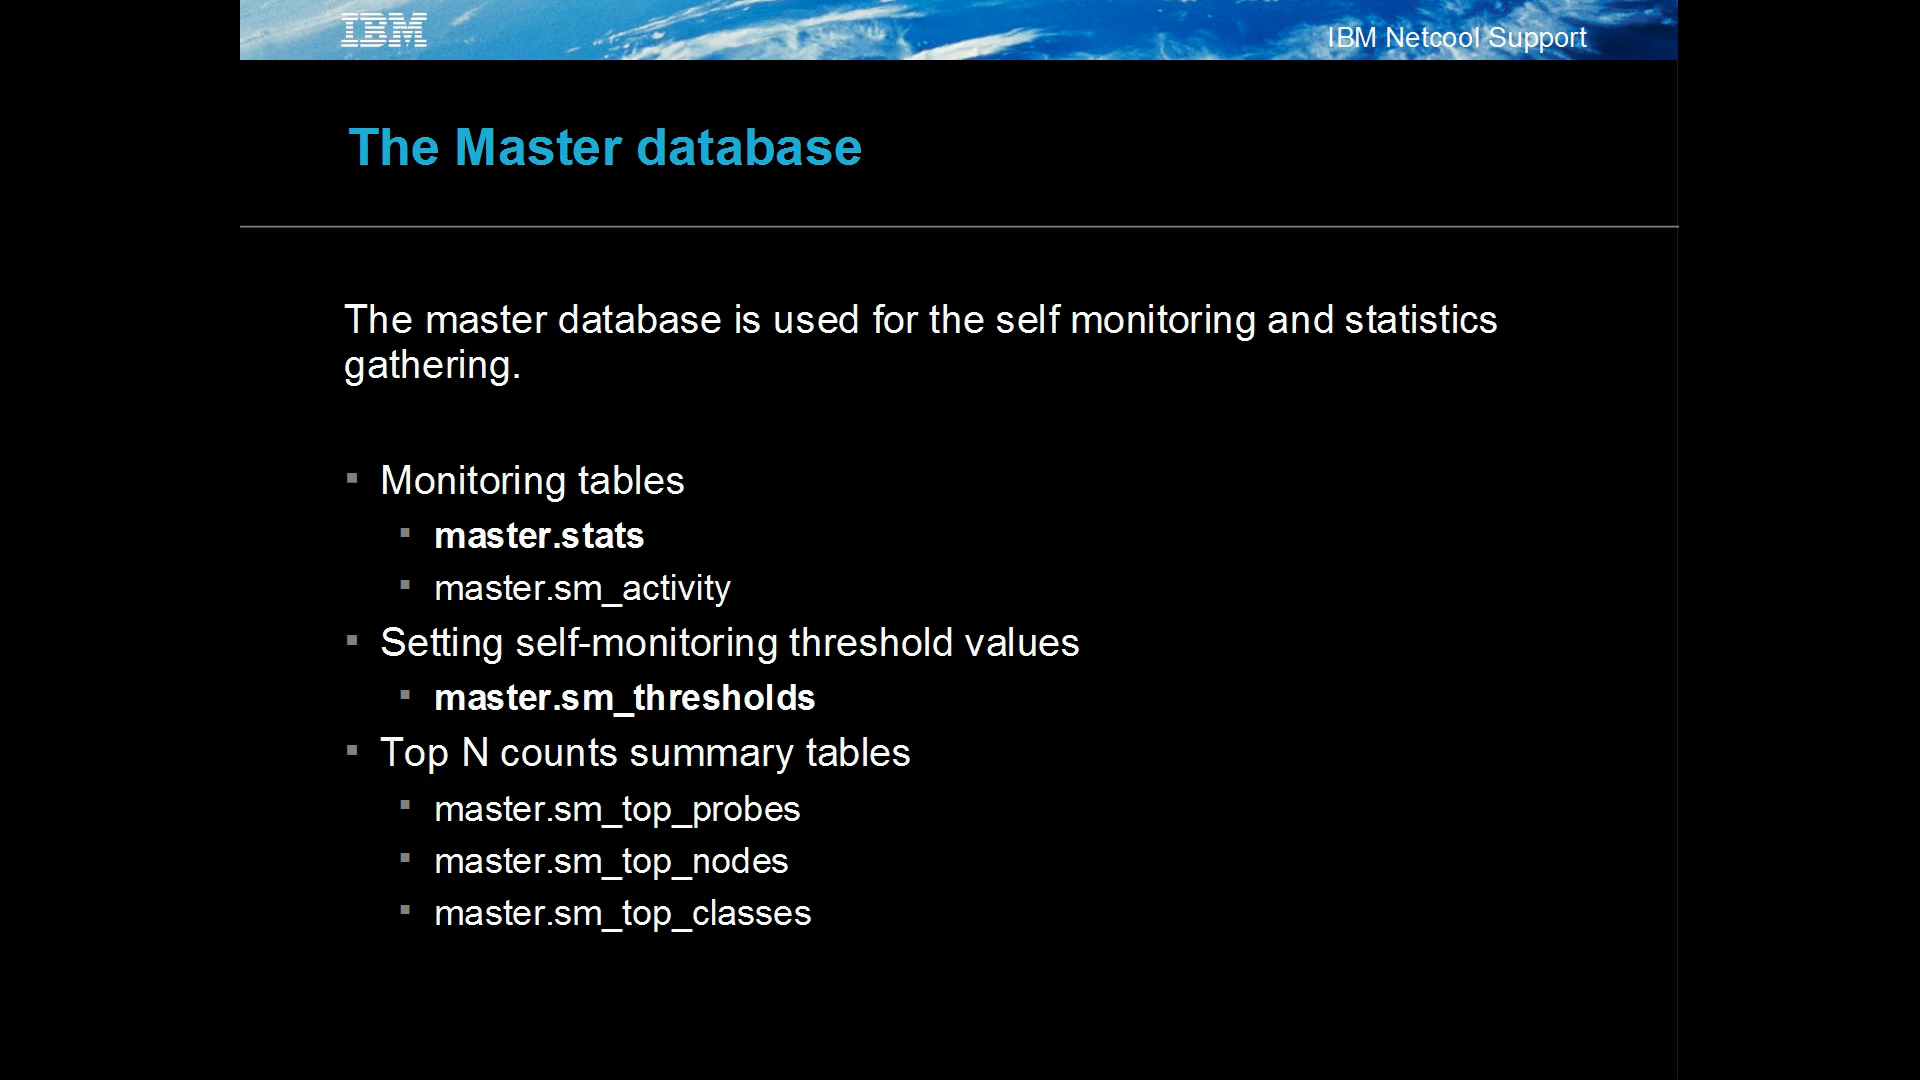 IBM
IBM Netcool Support
The Master database
The master database is used for the self monitoring and statistics
gathering.
Monitoring tables
master.stats
master.sm_activity
Setting self-monitoring threshold values
master.sm_thresholds
Top N counts summary tables
master.sm_top_probes
master.sm_top_nodes
master.sm_top_classes